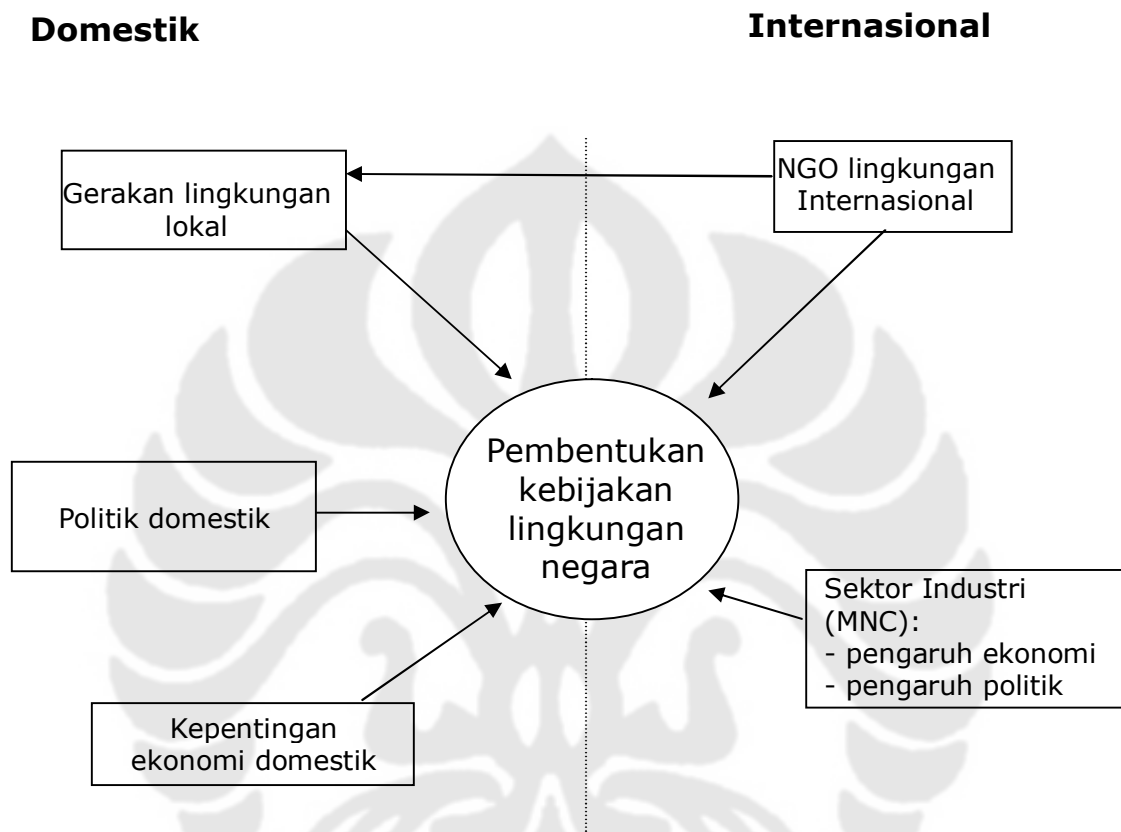 Domestik
Internasional
Gerakan lingkungan
lokal
NGO lingkungan
Internasional
Pembentukan
kebijakan
lingkungan
negara
Politik domestik
Sektor Industri
(MNC):
- pengaruh ekonomi
- pengaruh politik
Kepentingan
ekonomi domestik